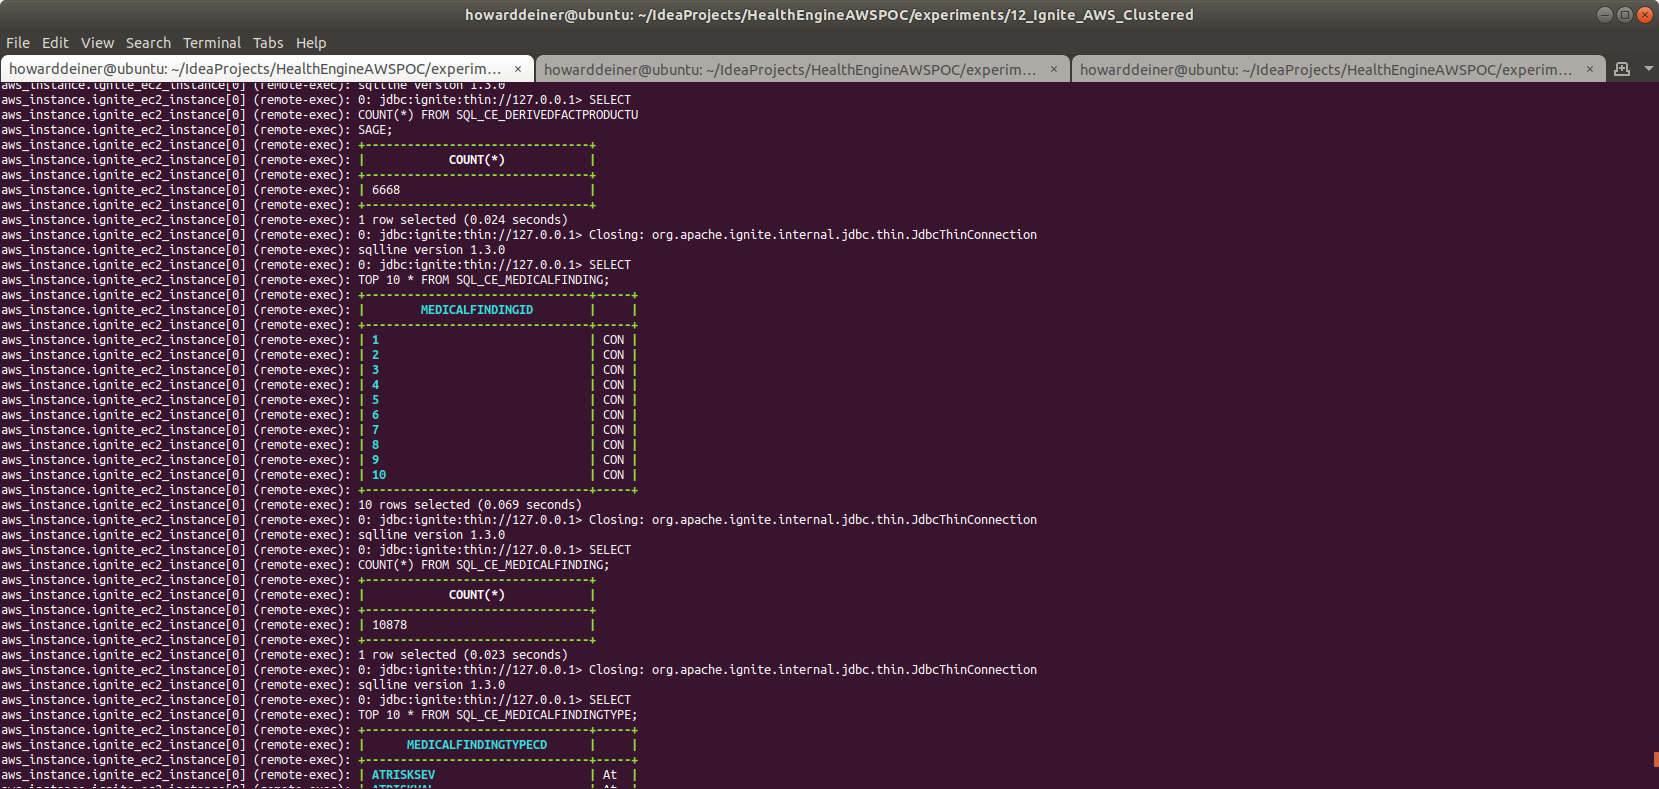 howarddeiner@ubuntu: ~/IdeaProjects/HealthEngineAWSPOC/experiments/12_Ignite_AWS_Clustered
File Edit View Search Terminal Tabs Help
howarddeiner@ubuntu: ~/IdeaProjects/HealthEngineAWSPOC/experim... × howarddeiner@ubuntu: ~/IdeaProjects/HealthEngineAWSPOC/experim... × howarddeiner@ubuntu: ~/IdeaProjects/HealthEngineAWSPOC/experim... ×
aws_instance.ignite_ec2_instance[0] (remote-exec): sqlline version 1.3.0
aws_instance.ignite_ec2_instance[0] (remote-exec): 0: jdbc:ignite:thin://127.0.0.1> SELECT
aws_instance.ignite_ec2_instance[0] (remote-exec): COUNT(*) FROM SQL_CE_DERIVEDFACTPRODUCTU
aws_instance.ignite_ec2_instance[0] (remote-exec): SAGE;
aws_instance.ignite_ec2_instance[0] (remote-exec): +--------------------------------+
aws_instance.ignite_ec2_instance[0] (remote-exec): |            COUNT(*)            |
aws_instance.ignite_ec2_instance[0] (remote-exec): +--------------------------------+
aws_instance.ignite_ec2_instance[0] (remote-exec): | 6668                           |
aws_instance.ignite_ec2_instance[0] (remote-exec): +--------------------------------+
aws_instance.ignite_ec2_instance[0] (remote-exec): 1 row selected (0.024 seconds)
aws_instance.ignite_ec2_instance[0] (remote-exec): 0: jdbc:ignite:thin://127.0.0.1> Closing: org.apache.ignite.internal.jdbc.thin.JdbcThinConnection
aws_instance.ignite_ec2_instance[0] (remote-exec): sqlline version 1.3.0
aws_instance.ignite_ec2_instance[0] (remote-exec): 0: jdbc:ignite:thin://127.0.0.1> SELECT
aws_instance.ignite_ec2_instance[0] (remote-exec): TOP 10 * FROM SQL_CE_MEDICALFINDING;
aws_instance.ignite_ec2_instance[0] (remote-exec): +--------------------------------+-----+
aws_instance.ignite_ec2_instance[0] (remote-exec): |        MEDICALFINDINGID        |     |
aws_instance.ignite_ec2_instance[0] (remote-exec): +--------------------------------+-----+
aws_instance.ignite_ec2_instance[0] (remote-exec): | 1                              | CON |
aws_instance.ignite_ec2_instance[0] (remote-exec): | 2                              | CON |
aws_instance.ignite_ec2_instance[0] (remote-exec): | 3                              | CON |
aws_instance.ignite_ec2_instance[0] (remote-exec): | 4                              | CON |
aws_instance.ignite_ec2_instance[0] (remote-exec): | 5                              | CON |
aws_instance.ignite_ec2_instance[0] (remote-exec): | 6                              | CON |
aws_instance.ignite_ec2_instance[0] (remote-exec): | 7                              | CON |
aws_instance.ignite_ec2_instance[0] (remote-exec): | 8                              | CON |
aws_instance.ignite_ec2_instance[0] (remote-exec): | 9                              | CON |
aws_instance.ignite_ec2_instance[0] (remote-exec): | 10                             | CON |
aws_instance.ignite_ec2_instance[0] (remote-exec): +--------------------------------+-----+
aws_instance.ignite_ec2_instance[0] (remote-exec): 10 rows selected (0.069 seconds)
aws_instance.ignite_ec2_instance[0] (remote-exec): 0: jdbc:ignite:thin://127.0.0.1> Closing: org.apache.ignite.internal.jdbc.thin.JdbcThinConnection
aws_instance.ignite_ec2_instance[0] (remote-exec): sqlline version 1.3.0
aws_instance.ignite_ec2_instance[0] (remote-exec): 0: jdbc:ignite:thin://127.0.0.1> SELECT
aws_instance.ignite_ec2_instance[0] (remote-exec): COUNT(*) FROM SQL_CE_MEDICALFINDING;
aws_instance.ignite_ec2_instance[0] (remote-exec): +--------------------------------+
aws_instance.ignite_ec2_instance[0] (remote-exec): |            COUNT(*)            |
aws_instance.ignite_ec2_instance[0] (remote-exec): +--------------------------------+
aws_instance.ignite_ec2_instance[0] (remote-exec): | 10878                          |
aws_instance.ignite_ec2_instance[0] (remote-exec): +--------------------------------+
aws_instance.ignite_ec2_instance[0] (remote-exec): 1 row selected (0.023 seconds)
aws_instance.ignite_ec2_instance[0] (remote-exec): 0: jdbc:ignite:thin://127.0.0.1> Closing: org.apache.ignite.internal.jdbc.thin.JdbcThinConnection
aws_instance.ignite_ec2_instance[0] (remote-exec): sqlline version 1.3.0
aws_instance.ignite_ec2_instance[0] (remote-exec): 0: jdbc:ignite:thin://127.0.0.1> SELECT
aws_instance.ignite_ec2_instance[0] (remote-exec): TOP 10 * FROM SQL_CE_MEDICALFINDINGTYPE;
aws_instance.ignite_ec2_instance[0] (remote-exec): +--------------------------------+-----+
aws_instance.ignite_ec2_instance[0] (remote-exec): |      MEDICALFINDINGTYPECD      |     |
aws_instance.ignite_ec2_instance[0] (remote-exec): +--------------------------------+-----+
aws_instance.ignite_ec2_instance[0] (remote-exec): | ATRISKSEV                      | At  |
aws_instance.ignite_ec2_instance[0] (remote-exec): | ATRISKVAL                      | At  |